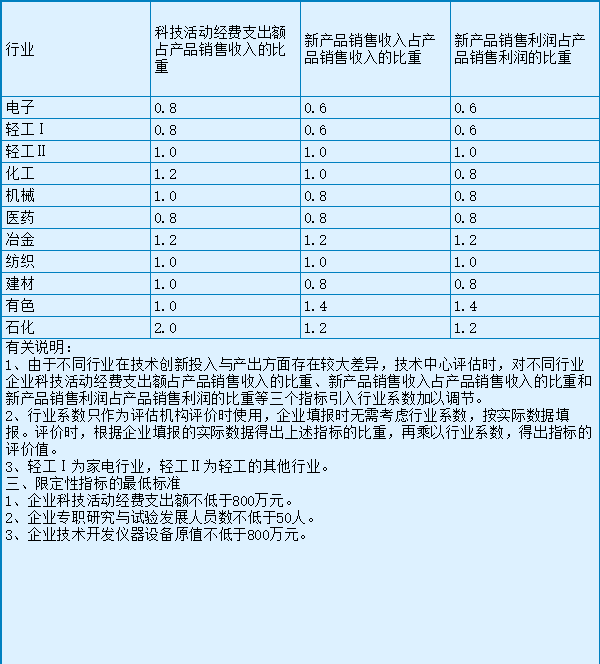 行业 科技活动经费支出额占产品销售收入的比重 新产品销售收入占产品销售收入的比重 新产品销售利润占产品销售利润的比重
电子 0.8 0.6 0.6
轻工Ⅰ 0.8 0.6 0.6
轻工Ⅱ 1.0 1.0 1.0
化工 1.2 1.0 0.8
机械 1.0 0.8 0.8
医药 0.8 0.8 0.8
冶金 1.2 1.2 1.2
纺织 1.0 1.0 1.0
建材 1.0 0.8 0.8
有色 1.0 1.4 1.4
石化 2.0 1.2 1.2
有关说明：
1、由于不同行业在技术创新投入与产出方面存在较大差异，技术中心评估时，对不同行业
企业科技活动经费支出额占产品销售收入的比重、新产品销售收入占产品销售收入的比重和
新产品销售利润占产品销售利润的比重等三个指标引入行业系数加以调节。
2、行业系数只作为评估机构评价时使用，企业填报时无需考虑行业系数，按实际数据填
报。评价时，根据企业填报的实际数据得出上述指标的比重，再乘以行业系数，得出指标的
评价值。
3、轻工Ⅰ为家电行业，轻工Ⅱ为轻工的其他行业。
三、限定性指标的最低标准
1、企业科技活动经费支出额不低于800万元。
2、企业专职研究与试验发展人员数不低于50人。
3、企业技术开发仪器设备原值不低于800万元。